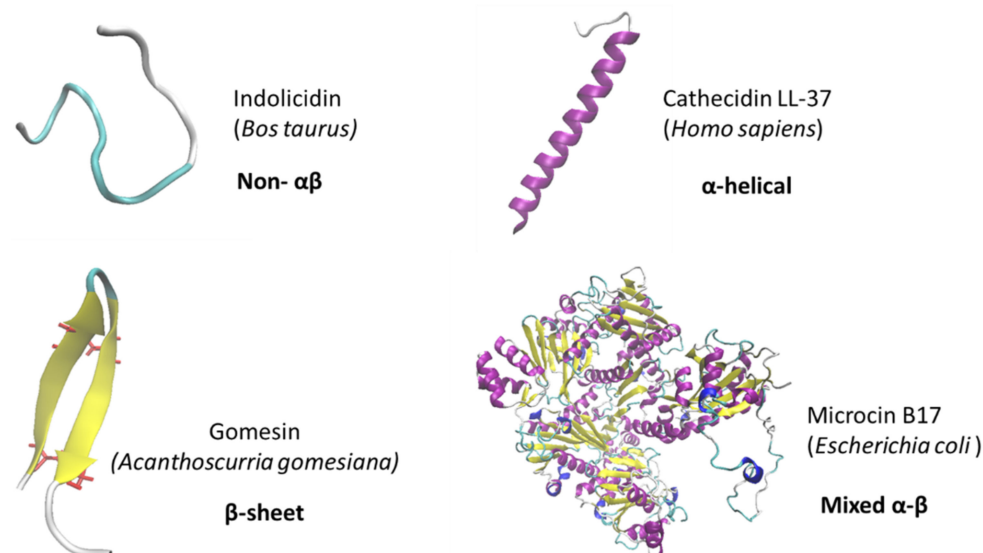 Indolicidin
(Bos taurus)
Non- αβ
Cathecidin LL-37
(Homo sapiens)
α-helical
Gomesin
(Acanthoscurria gomesiana)
β-sheet
Microcin B17
(Escherichia coli )
Mixed α-β